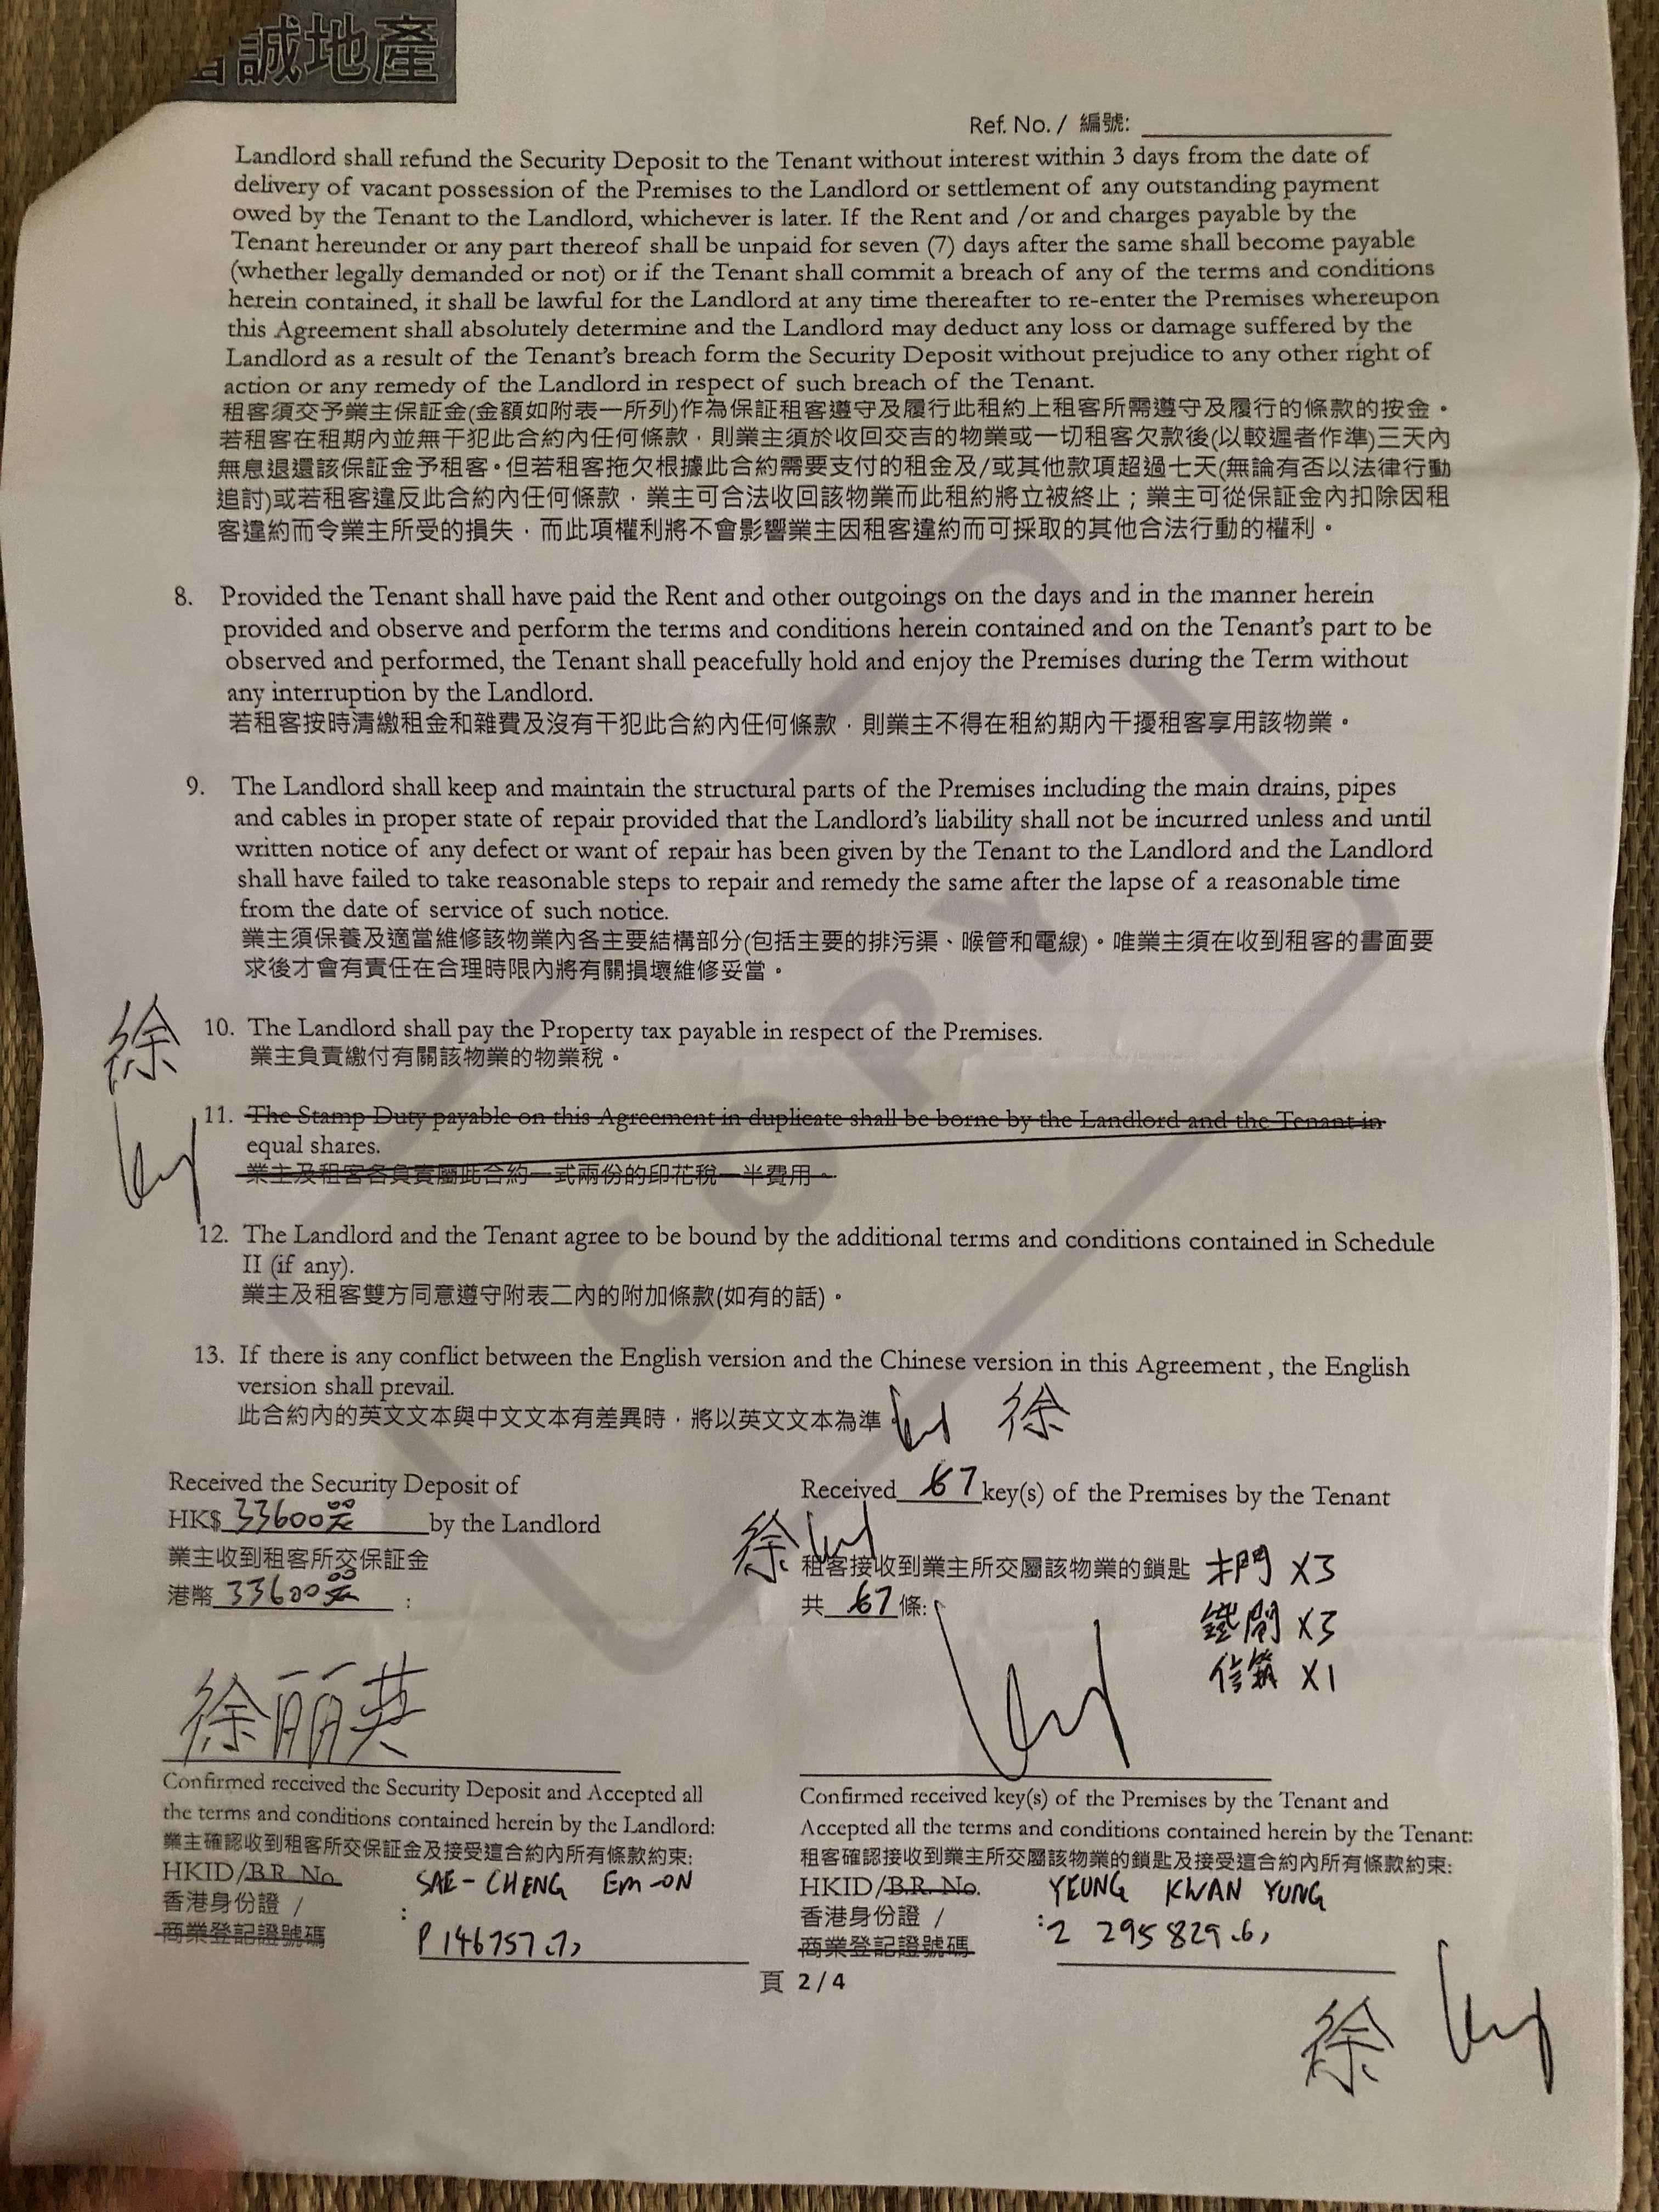 誠地產
Ref. No. / 編號:
Landlord shall refund the Security Deposit to the Tenant without interest within 3 days from the date of
delivery of vacant possession of the Premises to the Landlord or settlement of any outstanding payment
owed by the Tenant to the Landlord, whichever is later. If the Rent and /or and charges payable by the
Tenant hereunder or any part thereof shall be unpaid for seven (7) days after the same shall become payable
(whether legally demanded or not) or if the Tenant shall commit a breach of any of the terms and conditions
herein contained, it shall be lawful for the Landlord at any time thereafter to re-enter the Premises whereupon
this Agreement shall absolutely determine and the Landlord may deduct any loss or damage suffered by the
Landlord as a result of the Tenant's breach form the Security Deposit without prejudice to any other right of
action or any remedy of the Landlord in respect of such breach of the Tenant.
租客須交予業主保証金(金額如附表一所列)作為保証租客遵守及履行此租約上租客所需遵守及履行的條款的按金。
若租客在租期內並無干犯此合約內任何條款，則業主須於收回交吉的物業或一切租客欠款後(以較遲者作準)三天內
無息退還該保証金予租客。但若租客拖欠根據此合約需要支付的租金及/或其他款項超過七天(無論有否以法律行動
追討)或若租客違反此合約內任何條款，業主可合法收回該物業而此租約將立被終止；業主可從保証金內扣除因租
客違約而令業主所受的損失，而此項權利將不會影響業主因租客違約而可採取的其他合法行動的權利。
8. Provided the Tenant shall have paid the Rent and other outgoings on the days and in the manner herein
provided and observe and perform the terms and conditions herein contained and on the Tenant's part to be
observed and performed, the Tenant shall peacefully hold and enjoy the Premises during the Term without
any interruption by the Landlord.
若租客按時清繳租金和雜費及沒有干犯此合約內任何條款，則業主不得在租約期內干擾租客享用該物業。
9. The Landlord shall keep and maintain the structural parts of the Premises including the main drains, pipes
and cables in proper state of repair provided that the Landlord's liability shall not be incurred unless and until
written notice of any defect or want of repair has been given by the Tenant to the Landlord and the Landlord
shall have failed to take reasonable steps to repair and remedy the same after the lapse of a reasonable time
from the date of service of such notice.
業主須保養及適當維修該物業內各主要結構部分(包括主要的排污渠、喉管和電線)。唯業主須在收到租客的書面要
求後才會有責任在合理時限內將有關損壞維修妥當。
徐
10. The Landlord shall pay the Property tax payable in respect of the Premises.
業主負責繳付有關該物業的物業稅。
11. The Stamp Duty payable on this Agreement in duplicate shall be borne by the Landlord and the Tenant in
equal shares.
業主及租客各負責屬此合約一式兩份的印花稅一半費用。
12. The Landlord and the Tenant agree to be bound by the additional terms and conditions contained in Schedule
II (if any).
業主及租客雙方同意遵守附表二內的附加條款(如有的話)。
13. If there is any conflict between the English version and the Chinese version in this Agreement , the English
version shall prevail.
此合約內的英文文本與中文文本有差異時，將以英文文本為準 徐
COPY
Received the Security Deposit of
HK$ 33600 by the Landlord
業主收到租客所交保証金
港幣 33600 :
徐麗英
Confirmed received the Security Deposit and Accepted all
the terms and conditions contained herein by the Landlord:
業主確認收到租客所交保証金及接受這合約內所有條款約束:
HKID/B.R. No. SAE-CHENG EM-ON
香港身份證 / :
商業登記證號碼 P146757.7,
Received 7 key(s) of the Premises by the Tenant
徐
租客接收到業主所交屬該物業的鎖匙 木門 X3
共 67 條:
鐵閘 X3
信箱 X1
Confirmed received key(s) of the Premises by the Tenant and
Accepted all the terms and conditions contained herein by the Tenant:
租客確認接收到業主所交屬該物業的鎖匙及接受這合約內所有條款約束:
HKID/B.R. No. YEUNG KWAN YUNG
香港身份證 / : Z 295829.6,
商業登記證號碼
頁 2 / 4
徐